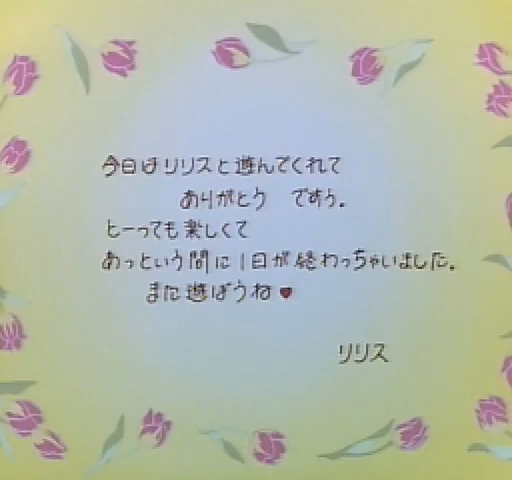 今日はリリスと遊んでくれて
ありがとう ですぅ。
とーっても楽しくて
あっという間に1日が終わっちゃいました。
また遊ぼうね♥
リリス